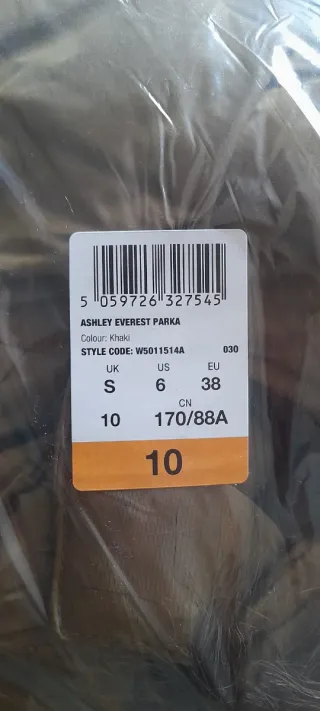 5 059726 327545
ASHLEY EVEREST PARKA
Colour: Khaki
STYLE CODE: W5011514A 030
UK US EU
S 6 38
CN
10 170/88A
10